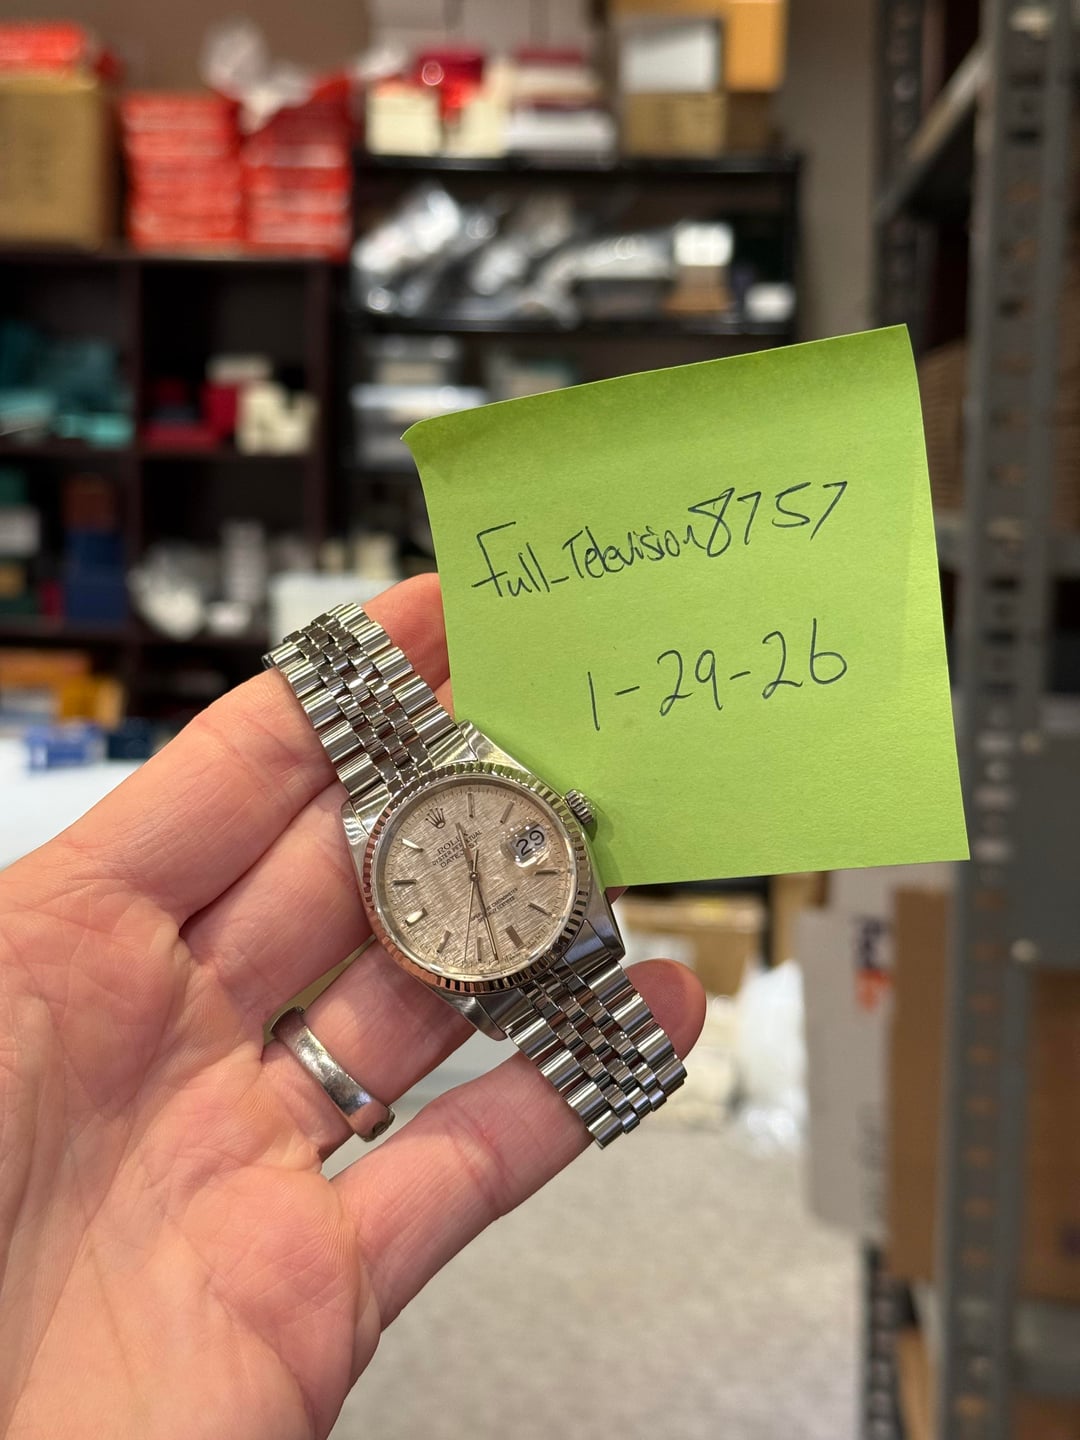 Full_Television8757
1-29-26
ROLEX
OYSTER PERPETUAL
DATEJUST
29